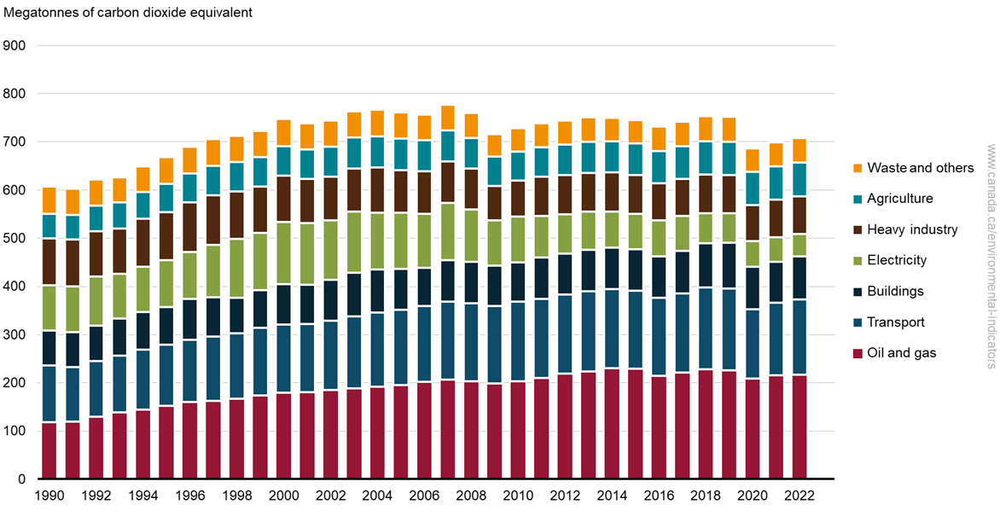 Megatonnes of carbon dioxide equivalent
900
800
700
600
500
400
300
200
100
0
1990 1992 1994 1996 1998 2000 2002 2004 2006 2008 2010 2012 2014 2016 2018 2020 2022
Waste and others
Agriculture
Heavy industry
Electricity
Buildings
Transport
Oil and gas
www.canada.ca/environmental-indicators